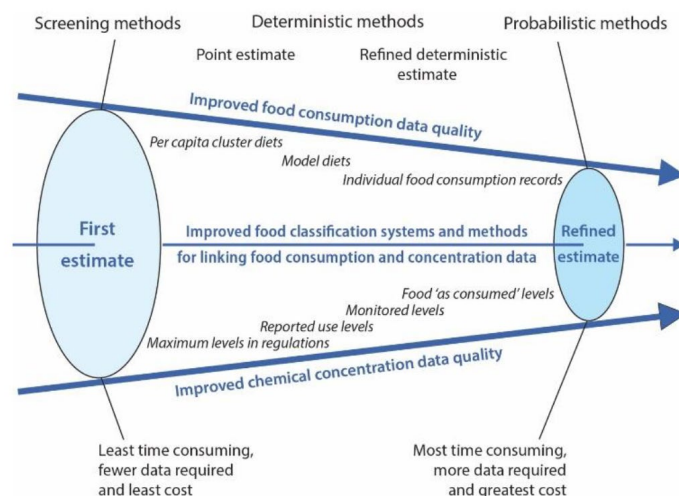 Screening methods
Deterministic methods
Probabilistic methods
Point estimate
Refined deterministic
estimate
Improved food consumption data quality
Per capita cluster diets
Model diets
Individual food consumption records
First
estimate
Improved food classification systems and methods
for linking food consumption and concentration data
Refined
estimate
Food ‘as consumed’ levels
Monitored levels
Reported use levels
Maximum levels in regulations
Improved chemical concentration data quality
Least time consuming,
fewer data required
and least cost
Most time consuming,
more data required
and greatest cost